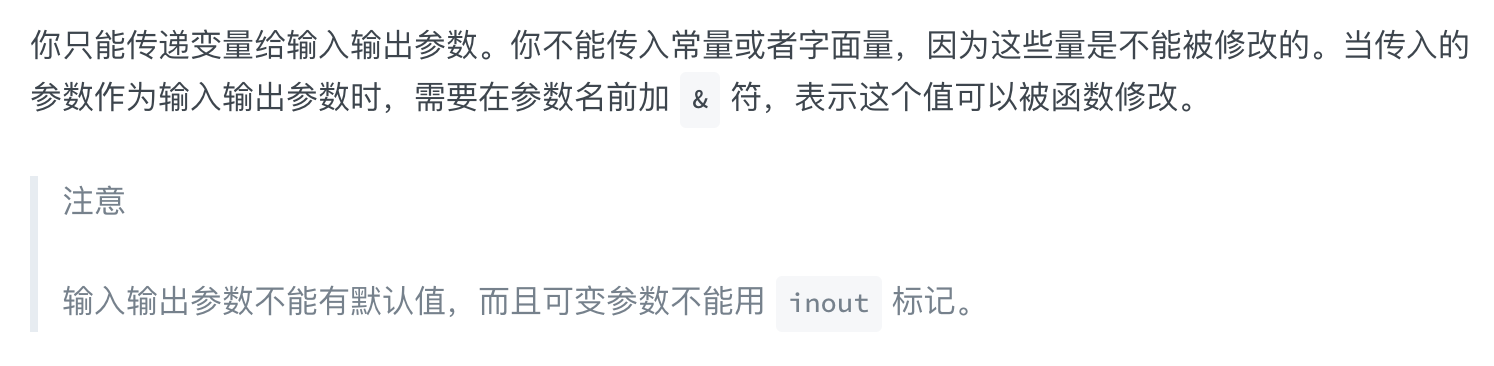 你只能传递变量给输入输出参数。你不能传入常量或者字面量，因为这些量是不能被修改的。当传入的
参数作为输入输出参数时，需要在参数名前加 & 符，表示这个值可以被函数修改。
注意
输入输出参数不能有默认值，而且可变参数不能用 inout 标记。